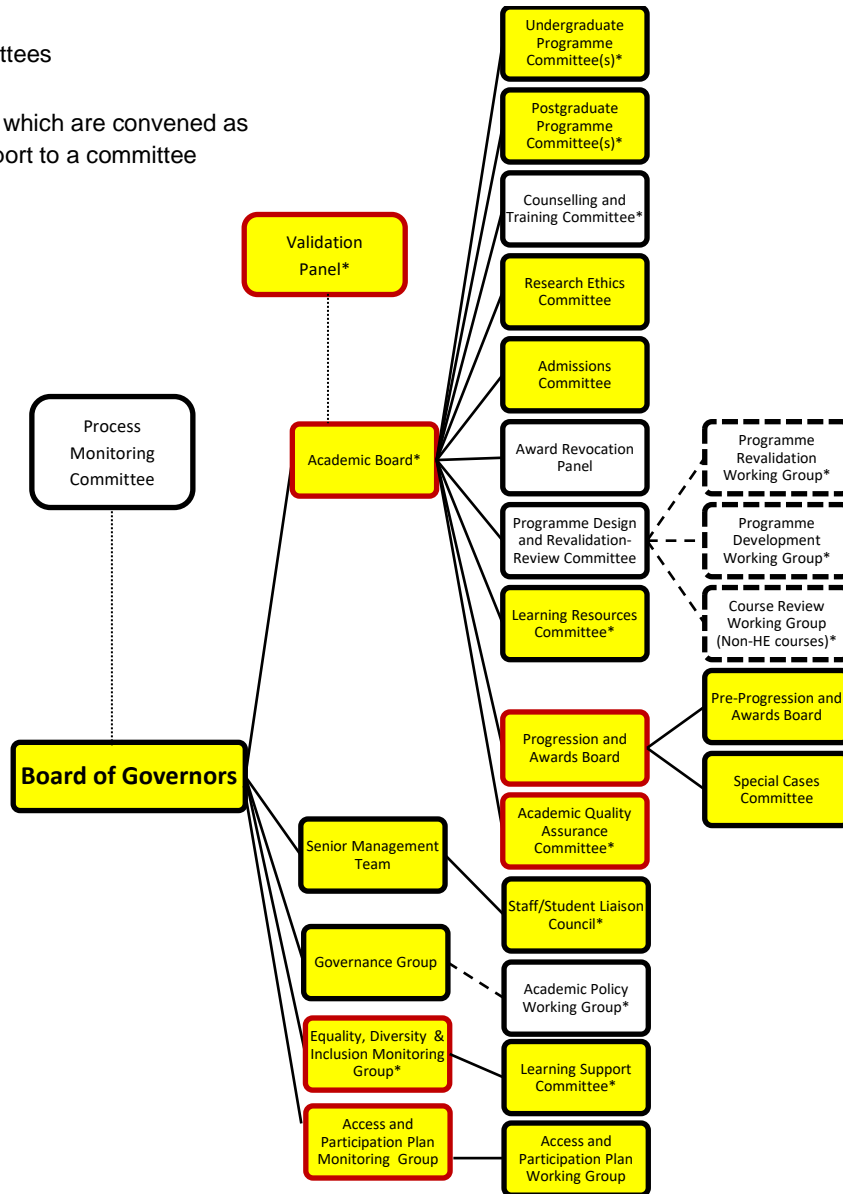 ttees
which are convened as
ort to a committee
Undergraduate
Programme
Committee(s)*
Postgraduate
Programme
Committee(s)*
Counselling and
Training Committee*
Validation
Panel*
Research Ethics
Committee
Admissions
Committee
Process
Monitoring
Committee
Academic Board*
Award Revocation
Panel
Programme
Revalidation
Working Group*
Programme Design
and Revalidation-
Review Committee
Programme
Development
Working Group*
Learning Resources
Committee*
Course Review
Working Group
(Non-HE courses)*
Progression and
Awards Board
Pre-Progression and
Awards Board
Special Cases
Committee
Board of Governors
Academic Quality
Assurance
Committee*
Senior Management
Team
Staff/Student Liaison
Council*
Governance Group
Academic Policy
Working Group*
Equality, Diversity &
Inclusion Monitoring
Group*
Learning Support
Committee*
Access and
Participation Plan
Monitoring Group
Access and
Participation Plan
Working Group